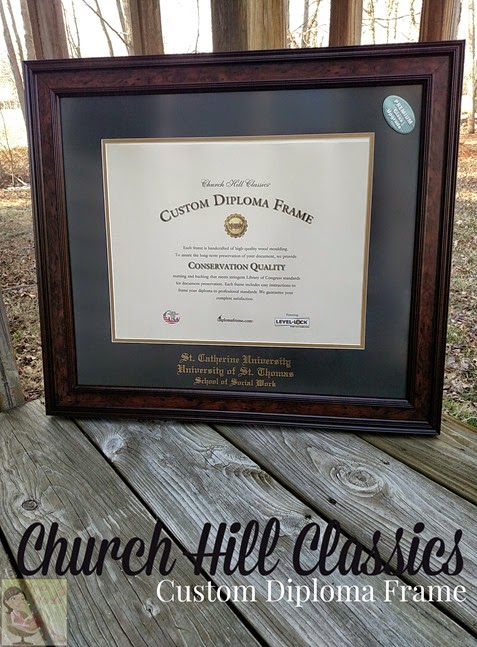 PREMIUM
Church Hill Classics
CUSTOM DIPLOMA FRAME
Each frame is handcrafted of high-quality wood moulding.
To assure the long-term preservation of your document, we provide
CONSERVATION QUALITY
matting and backing that meets stringent Library of Congress standards
for document preservation. Each frame includes easy instructions to
frame your diploma to professional standards. We guarantee your
complete satisfaction.
USA
diplomaframe.com
LEVEL-LOCK
St. Catherine University
University of St. Thomas
School of Social Work
Church Hill Classics
Custom Diploma Frame